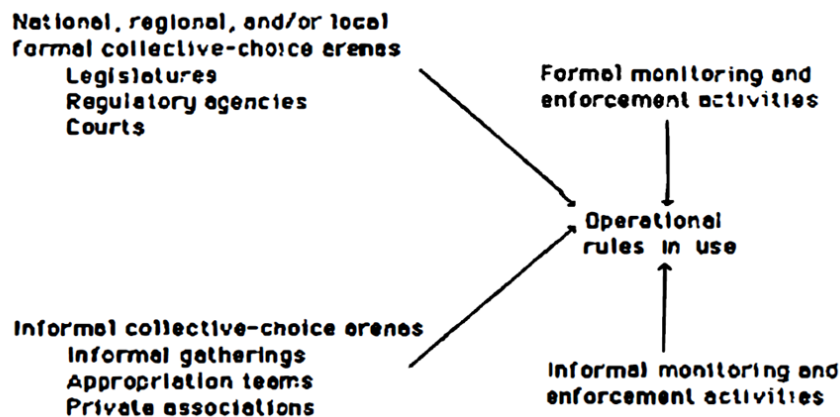 National, regional, and/or local
formal collective-choice arenas
Legislatures
Regulatory agencies
Courts
Formal monitoring and
enforcement activities
Operational
rules in use
Informal collective-choice arenas
Informal gatherings
Appropriation teams
Private associations
Informal monitoring and
enforcement activities